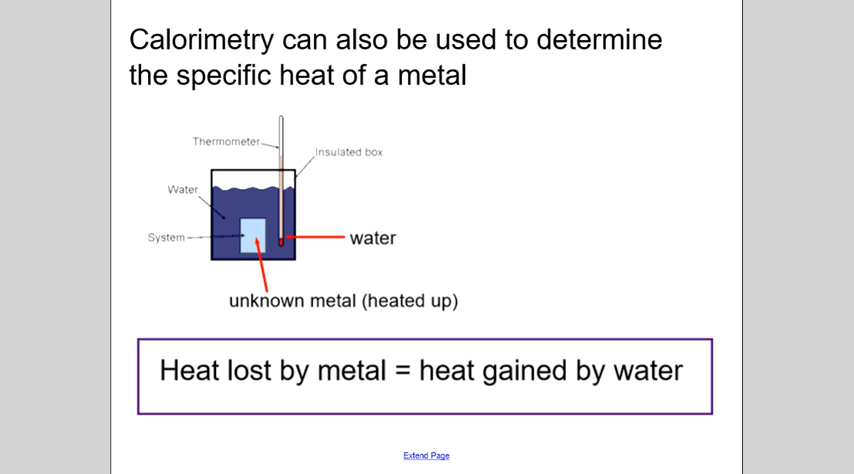 Calorimetry can also be used to determine
the specific heat of a metal
Thermometer
Insulated box
Water
System
water
unknown metal (heated up)
Heat lost by metal = heat gained by water
Extend Page